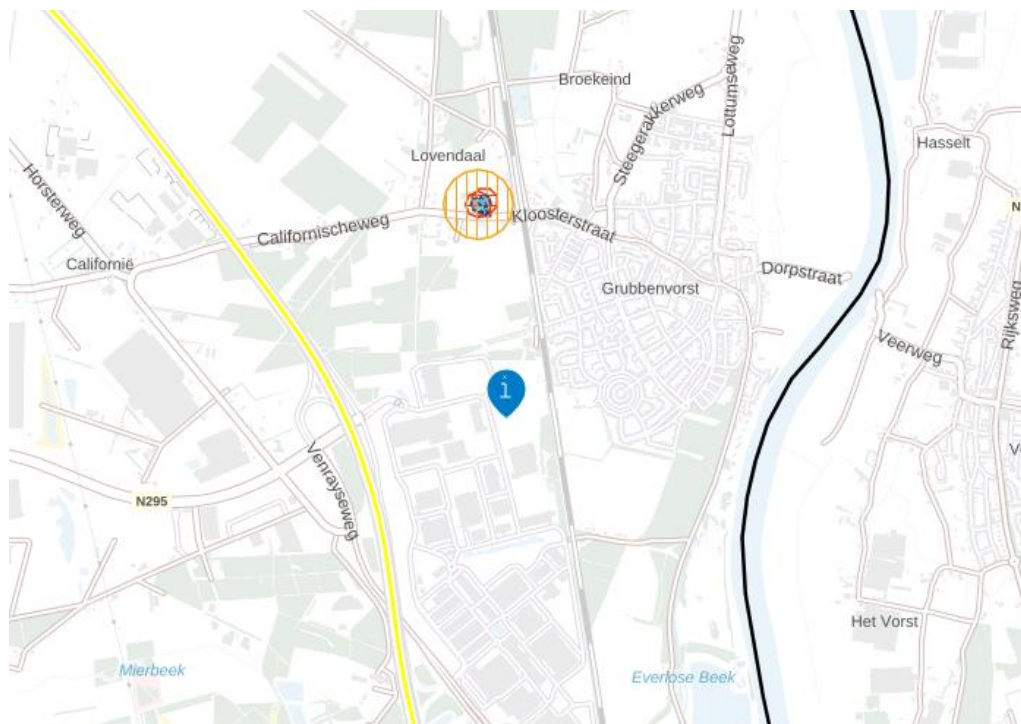 Broekeind
Steegerakkerweg
Lottumseweg
Hasselt
Lovendaal
Horsterweg
N
Californischeweg
Kloosterstraat
Californië
Dorpstraat
Grubbenvorst
Rijksweg
Veerweg
i
Venrayseweg
V
N295
Het Vorst
Mierbeek
Everlose Beek